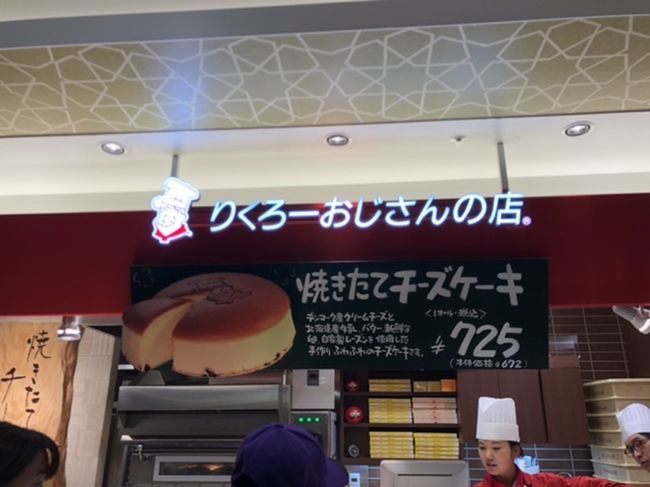 りくろーおじさんの店®
焼きたてチーズケーキ
デンマーク産クリームチーズと
北海道産牛乳、バター、新鮮な
卵、自家製レーズンを使用した
手作り ふわふわのチーズケーキです。
<1ホール・税込>
¥725
(本体価格¥672)
焼きたて
チー